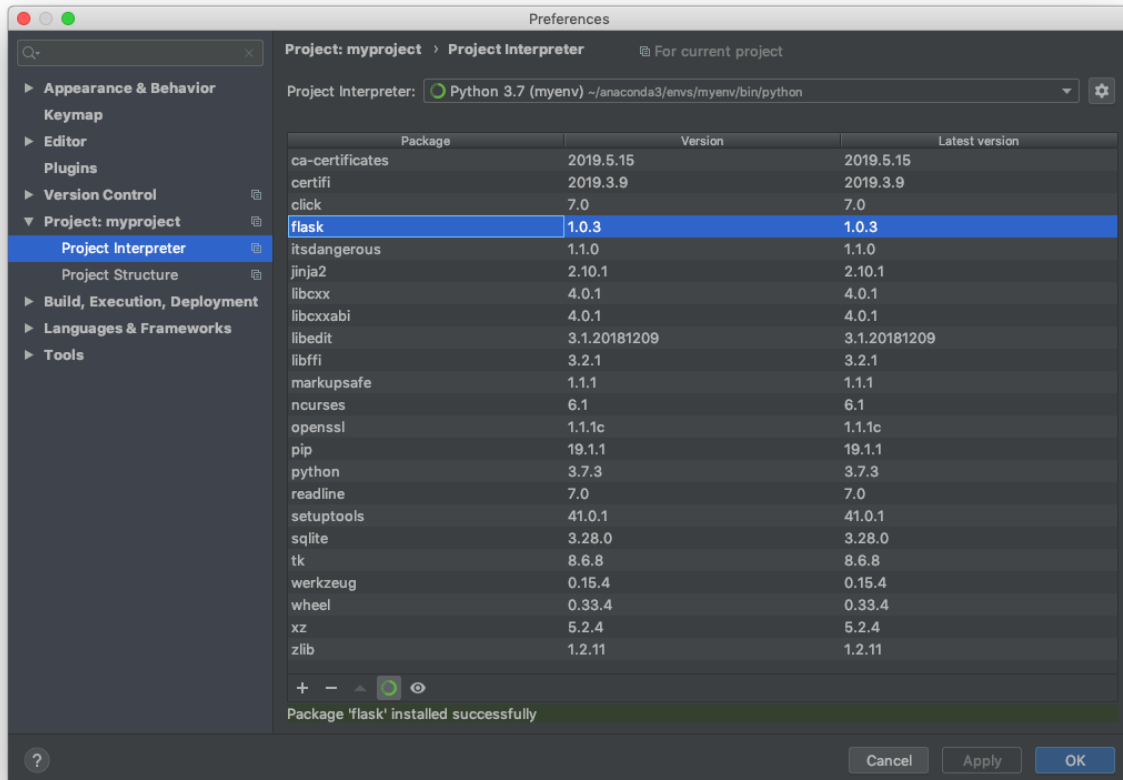 Preferences
Project: myproject › Project Interpreter For current project
Appearance & Behavior
Keymap
Editor
Plugins
Version Control
Project: myproject
Project Interpreter
Project Structure
Build, Execution, Deployment
Languages & Frameworks
Tools
Project Interpreter: Python 3.7 (myenv) ~/anaconda3/envs/myenv/bin/python
Package Version Latest version
ca-certificates 2019.5.15 2019.5.15
certifi 2019.3.9 2019.3.9
click 7.0 7.0
flask 1.0.3 1.0.3
itsdangerous 1.1.0 1.1.0
jinja2 2.10.1 2.10.1
libcxx 4.0.1 4.0.1
libcxxabi 4.0.1 4.0.1
libedit 3.1.20181209 3.1.20181209
libffi 3.2.1 3.2.1
markupsafe 1.1.1 1.1.1
ncurses 6.1 6.1
openssl 1.1.1c 1.1.1c
pip 19.1.1 19.1.1
python 3.7.3 3.7.3
readline 7.0 7.0
setuptools 41.0.1 41.0.1
sqlite 3.28.0 3.28.0
tk 8.6.8 8.6.8
werkzeug 0.15.4 0.15.4
wheel 0.33.4 0.33.4
xz 5.2.4 5.2.4
zlib 1.2.11 1.2.11
Package 'flask' installed successfully
? Cancel Apply OK